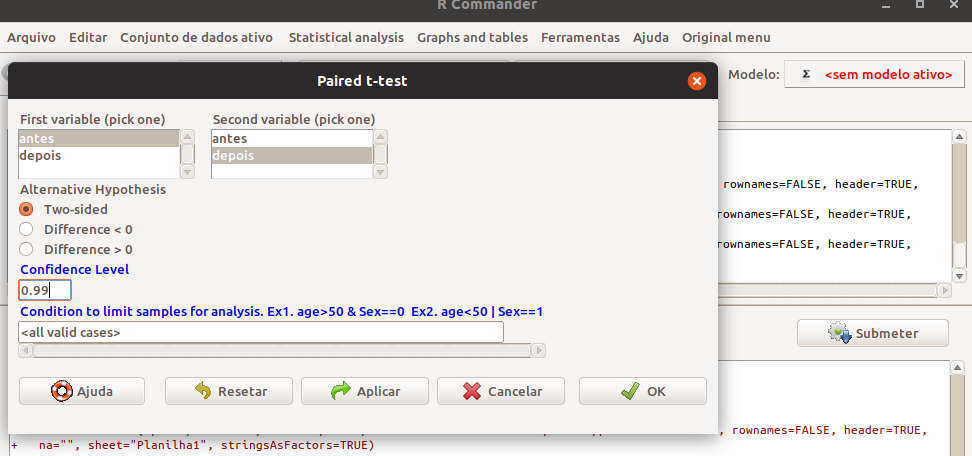 R Commander
Arquivo Editar Conjunto de dados ativo Statistical analysis Graphs and tables Ferramentas Ajuda Original menu
Modelo: Σ <sem modelo ativo>
Paired t-test
First variable (pick one) Second variable (pick one)
antes antes
depois depois
Alternative Hypothesis
Two-sided
Difference < 0
Difference > 0
Confidence Level
0.99
Condition to limit samples for analysis. Ex1. age>50 & Sex==0 Ex2. age<50 | Sex==1
<all valid cases>
Ajuda Resetar Aplicar Cancelar OK
rownames=FALSE, header=TRUE,
rownames=FALSE, header=TRUE,
rownames=FALSE, header=TRUE,
Submeter
, rownames=FALSE, header=TRUE,
+ na="", sheet="Planilha1", stringsAsFactors=TRUE)